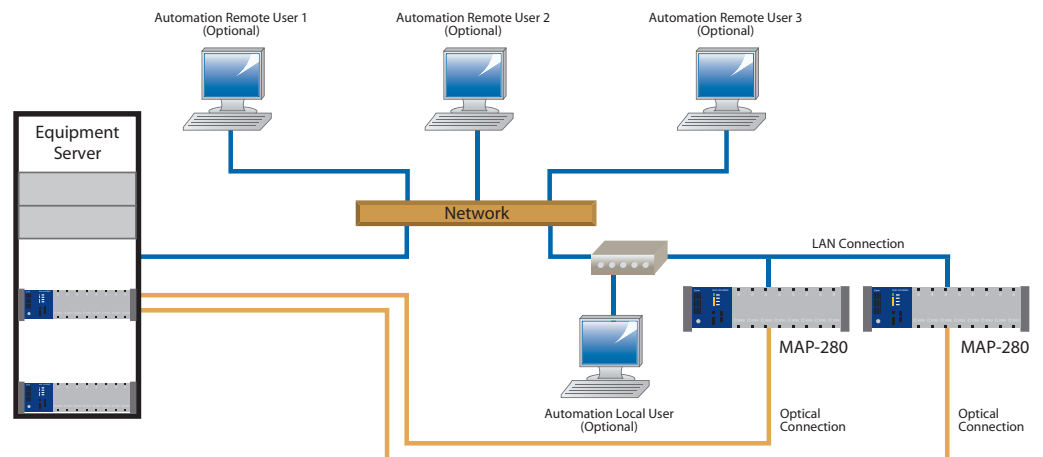 Automation Remote User 1
(Optional)
Automation Remote User 2
(Optional)
Automation Remote User 3
(Optional)
Equipment
Server
Network
LAN Connection
MAP-280
MAP-280
Automation Local User
(Optional)
Optical
Connection
Optical
Connection